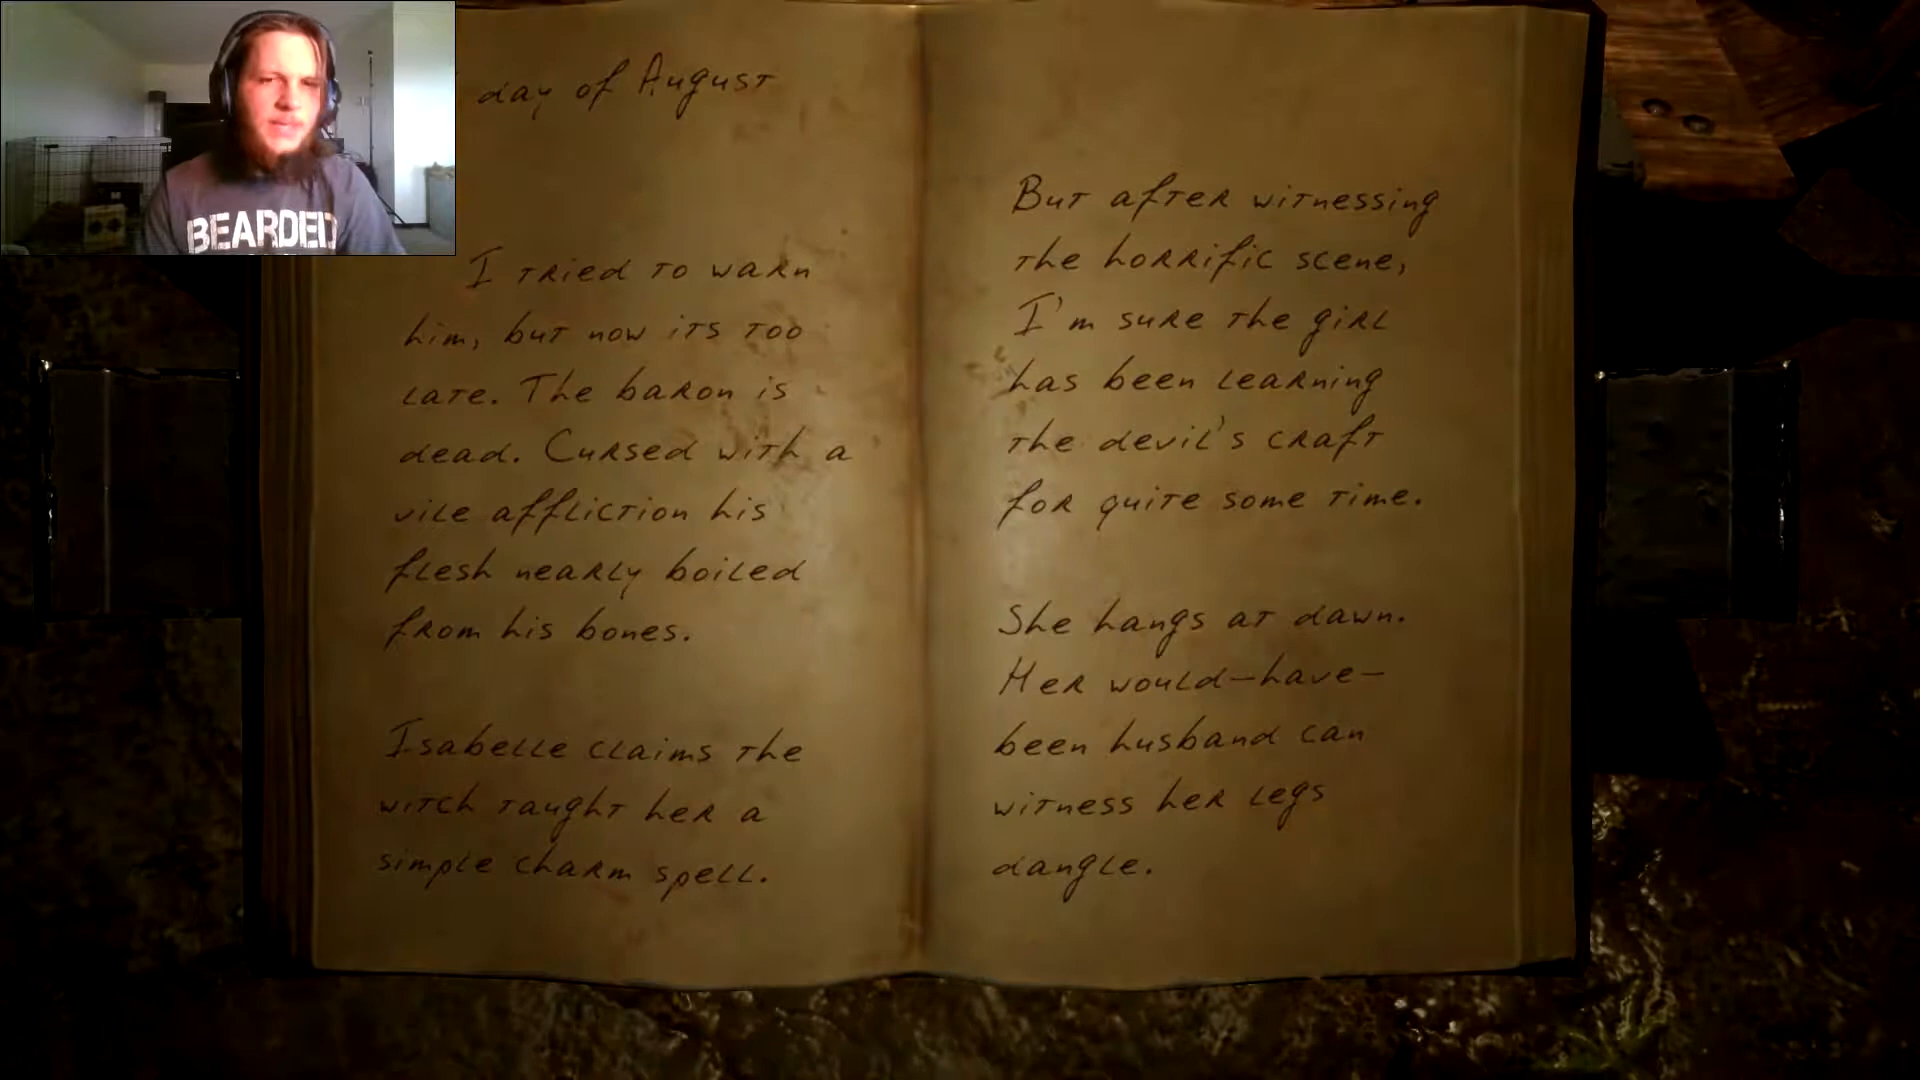 BEARDED
day of August
I tried to warn
him, but now its too
late. The baron is
dead. Cursed with a
vile affliction his
flesh nearly boiled
from his bones.
Isabelle claims the
witch taught her a
simple charm spell.
But after witnessing
the horrific scene,
I'm sure the girl
has been learning
the devil's craft
for quite some time.
She hangs at dawn.
Her would-have-
been husband can
witness her legs
dangle.